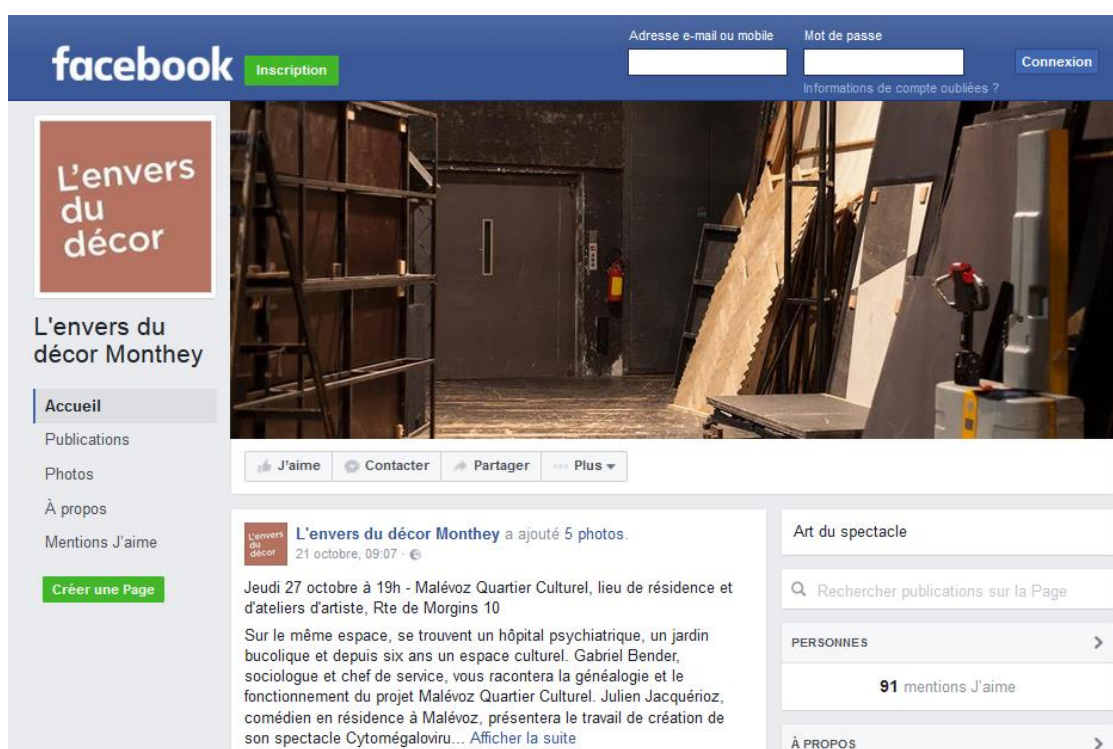 facebook
Inscription
Adresse e-mail ou mobile
Mot de passe
Connexion
Informations de compte oubliées ?
L'envers
du
décor
L'envers du
décor Monthey
Accueil
Publications
Photos
À propos
Mentions J'aime
Créer une Page
J'aime
Contacter
Partager
Plus
L'envers
du
décor
L'envers du décor Monthey a ajouté 5 photos.
21 octobre, 09:07 ·
Jeudi 27 octobre à 19h - Malévoz Quartier Culturel, lieu de résidence et
d'ateliers d'artiste, Rte de Morgins 10
Sur le même espace, se trouvent un hôpital psychiatrique, un jardin
bucolique et depuis six ans un espace culturel. Gabriel Bender,
sociologue et chef de service, vous racontera la généalogie et le
fonctionnement du projet Malévoz Quartier Culturel. Julien Jacquérioz,
comédien en résidence à Malévoz, présentera le travail de création de
son spectacle Cytomégaloviru... Afficher la suite
Art du spectacle
Rechercher publications sur la Page
PERSONNES
91 mentions J'aime
À PROPOS